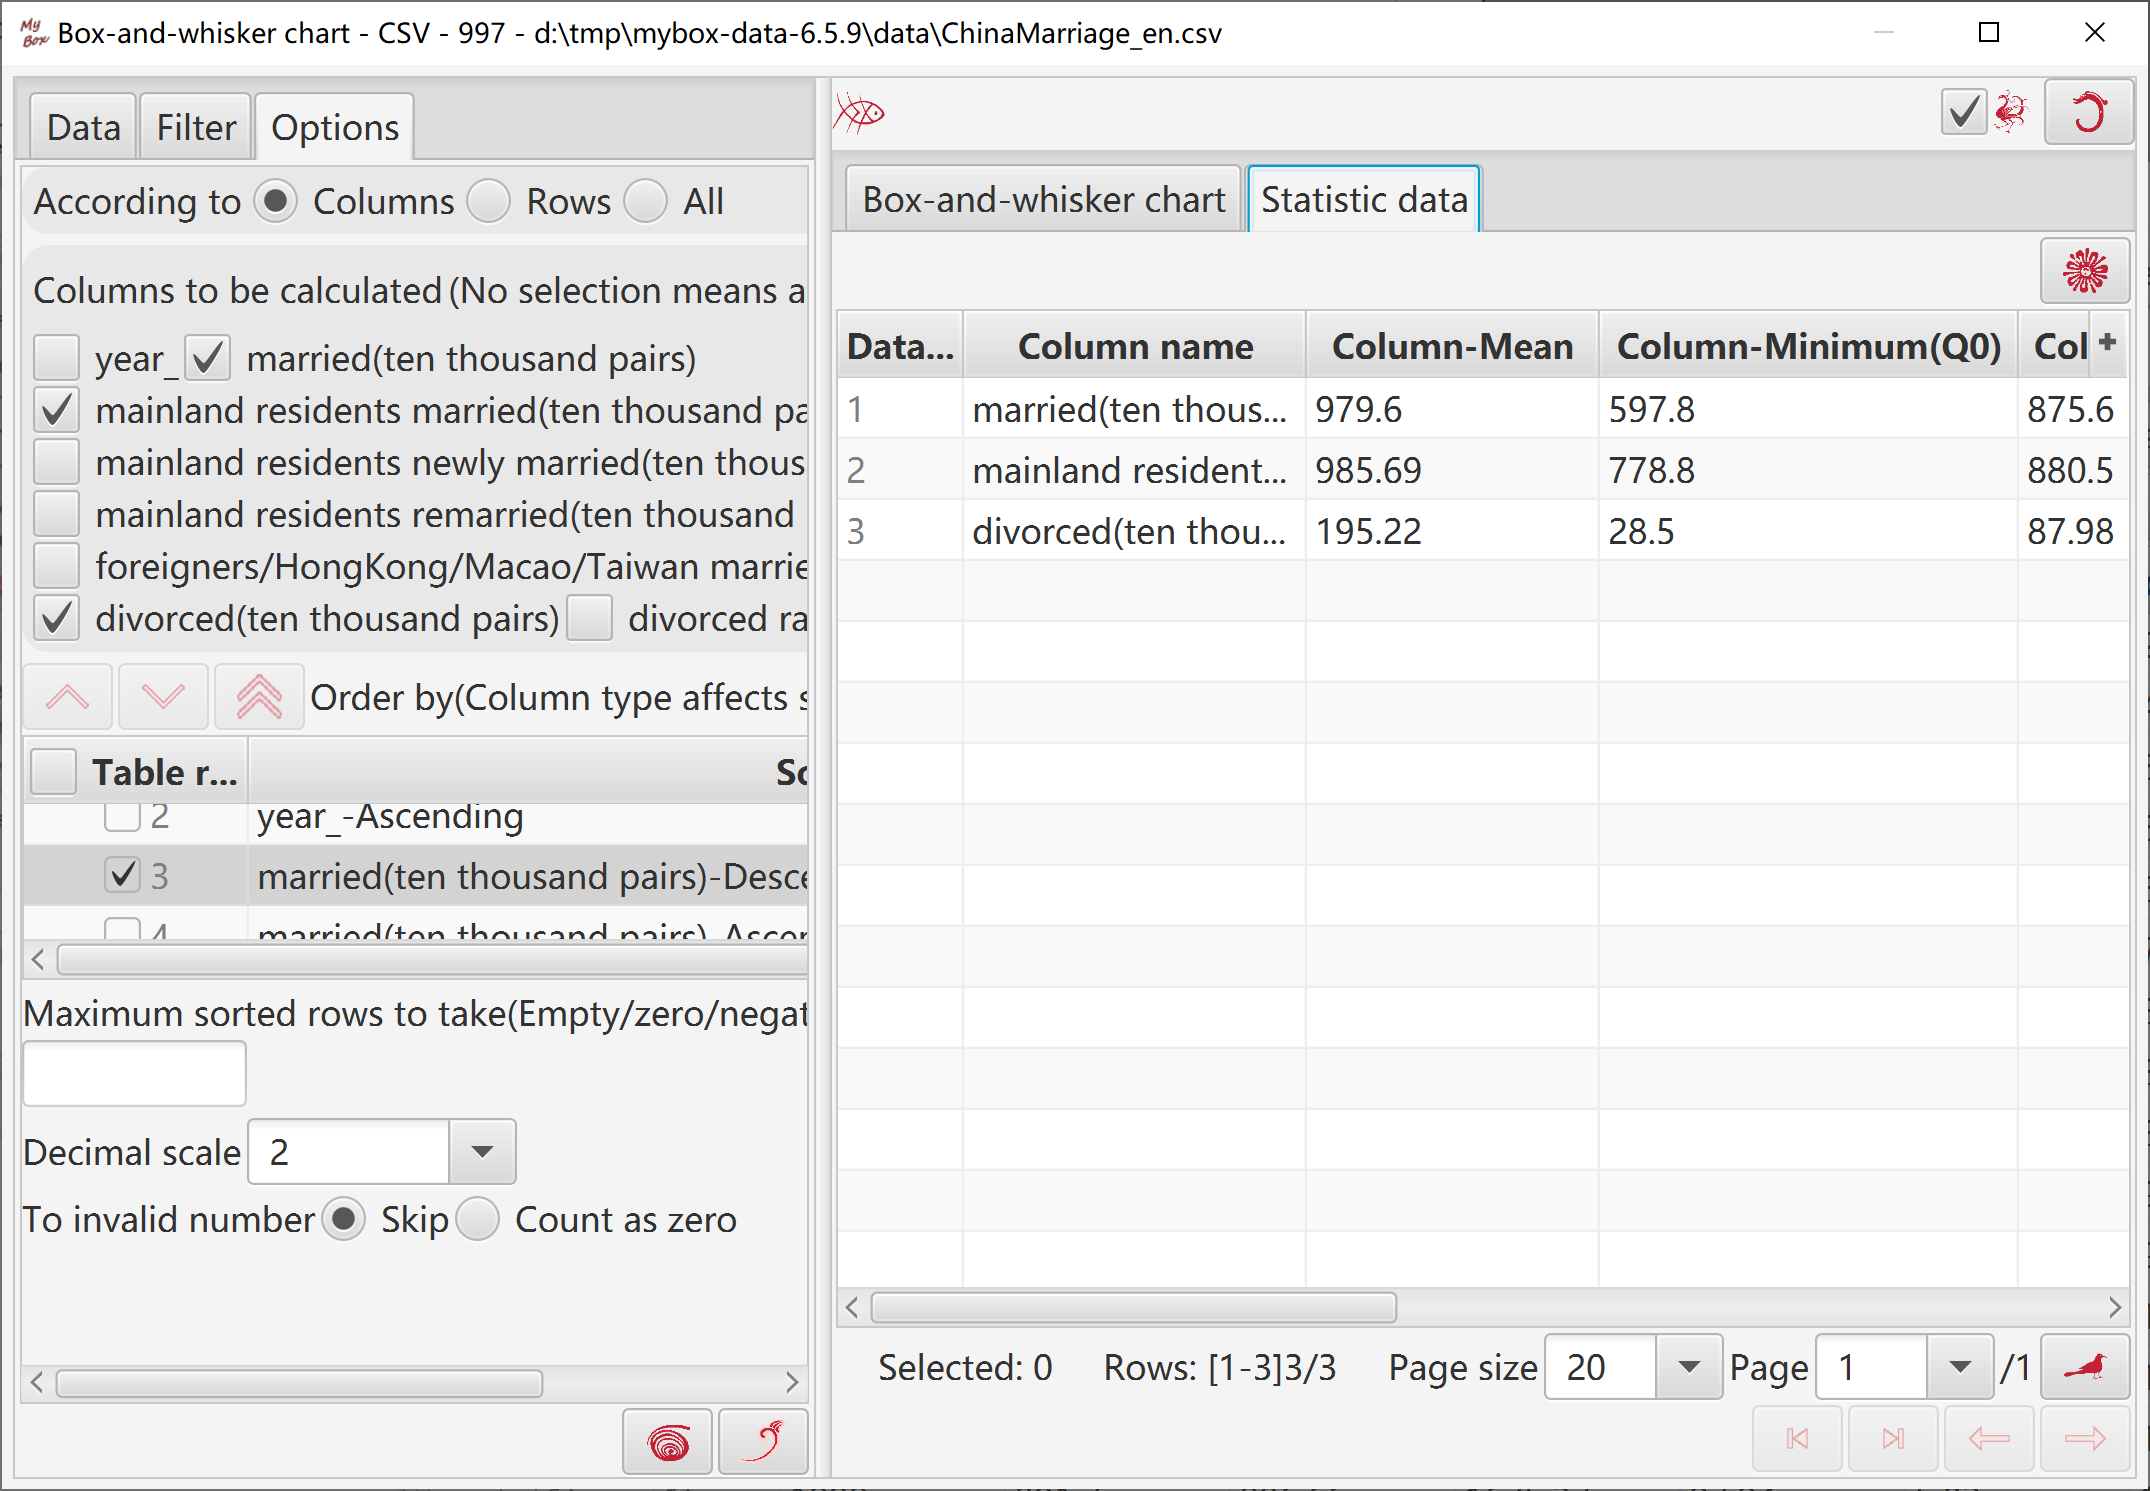 My Box Box-and-whisker chart - CSV - 997 - d:\tmp\mybox-data-6.5.9\data\ChinaMarriage_en.csv
Data Filter Options
According to Columns Rows All
Columns to be calculated(No selection means a
year_ married(ten thousand pairs)
mainland residents married(ten thousand pa
mainland residents newly married(ten thous
mainland residents remarried(ten thousand
foreigners/HongKong/Macao/Taiwan marrie
divorced(ten thousand pairs) divorced ra
Order by(Column type affects s
Table r... So
2 year_-Ascending
3 married(ten thousand pairs)-Desce
4 married(ten thousand pairs)-Ascen
Maximum sorted rows to take(Empty/zero/negat
Decimal scale 2
To invalid number Skip Count as zero
Box-and-whisker chart Statistic data
Data... Column name Column-Mean Column-Minimum(Q0) Col +
1 married(ten thous... 979.6 597.8 875.6
2 mainland resident... 985.69 778.8 880.5
3 divorced(ten thou... 195.22 28.5 87.98
Selected: 0 Rows: [1-3]3/3 Page size 20 Page 1 /1